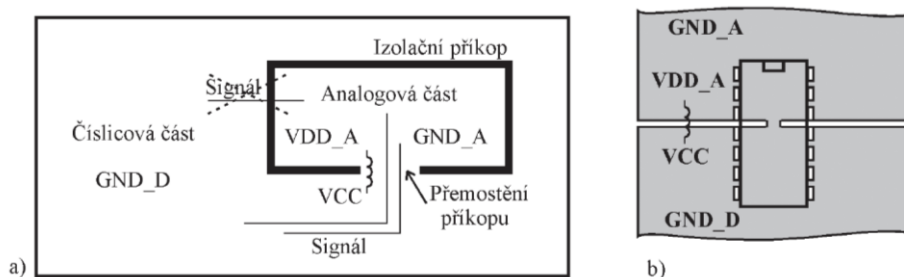 Izolační příkop
Signál
Analogová část
Číslicová část
VDD_A
GND_A
GND_D
VCC
Přemostění
příkopu
Signál
a)
GND_A
VDD_A
VCC
GND_D
b)